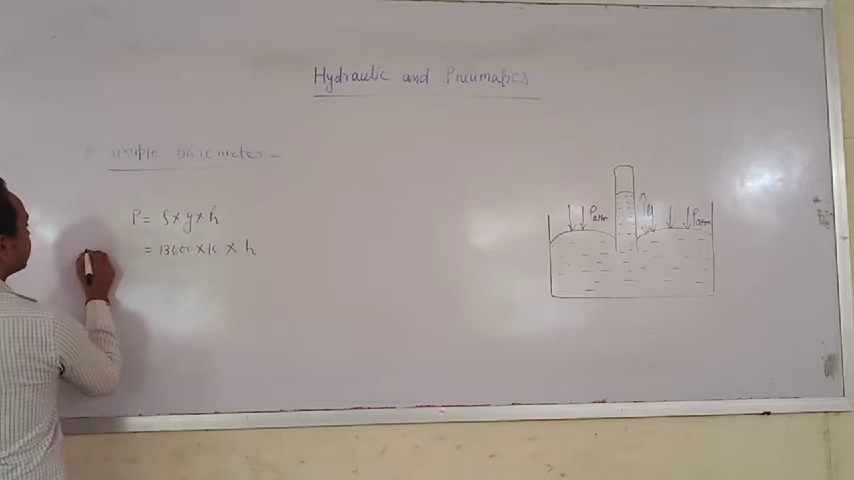 Hydraulic and Pneumatics
simple barometer -
P = ρ × g × h
= 13600 × 10 × h
Patm
h
Patm